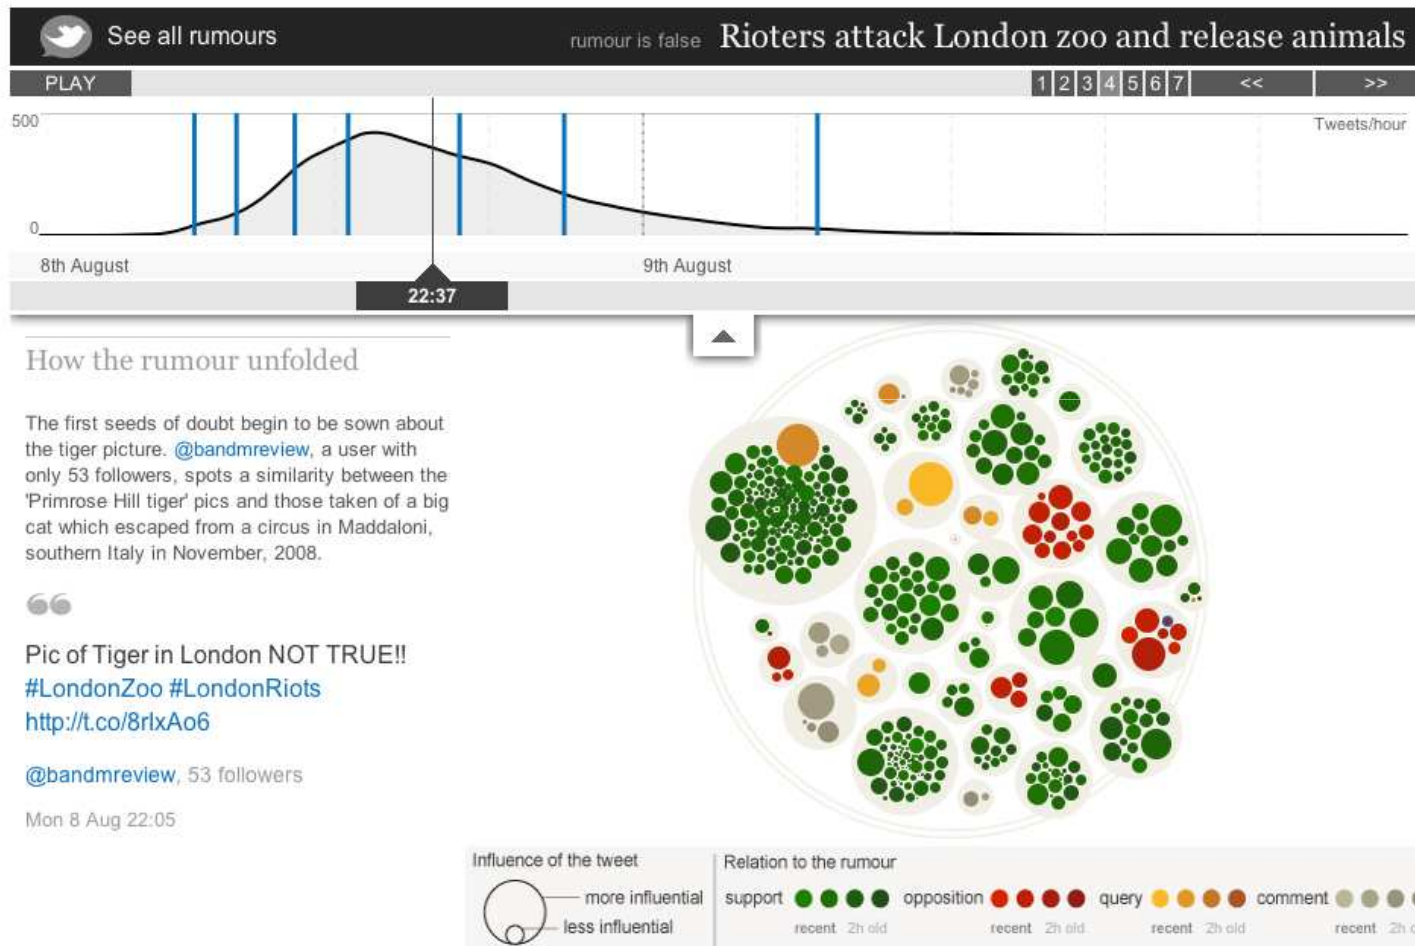 See all rumours
rumour is false Rioters attack London zoo and release animals
PLAY
1 2 3 4 5 6 7 << >>
500
Tweets/hour
0
8th August
9th August
22:37
How the rumour unfolded
The first seeds of doubt begin to be sown about
the tiger picture. @bandmreview, a user with
only 53 followers, spots a similarity between the
'Primrose Hill tiger' pics and those taken of a big
cat which escaped from a circus in Maddaloni,
southern Italy in November, 2008.
Pic of Tiger in London NOT TRUE!!
#LondonZoo #LondonRiots
http://t.co/8rlxAo6
@bandmreview, 53 followers
Mon 8 Aug 22:05
Influence of the tweet
more influential
less influential
Relation to the rumour
support opposition query comment
recent 2h old recent 2h old recent 2h old recent 2h